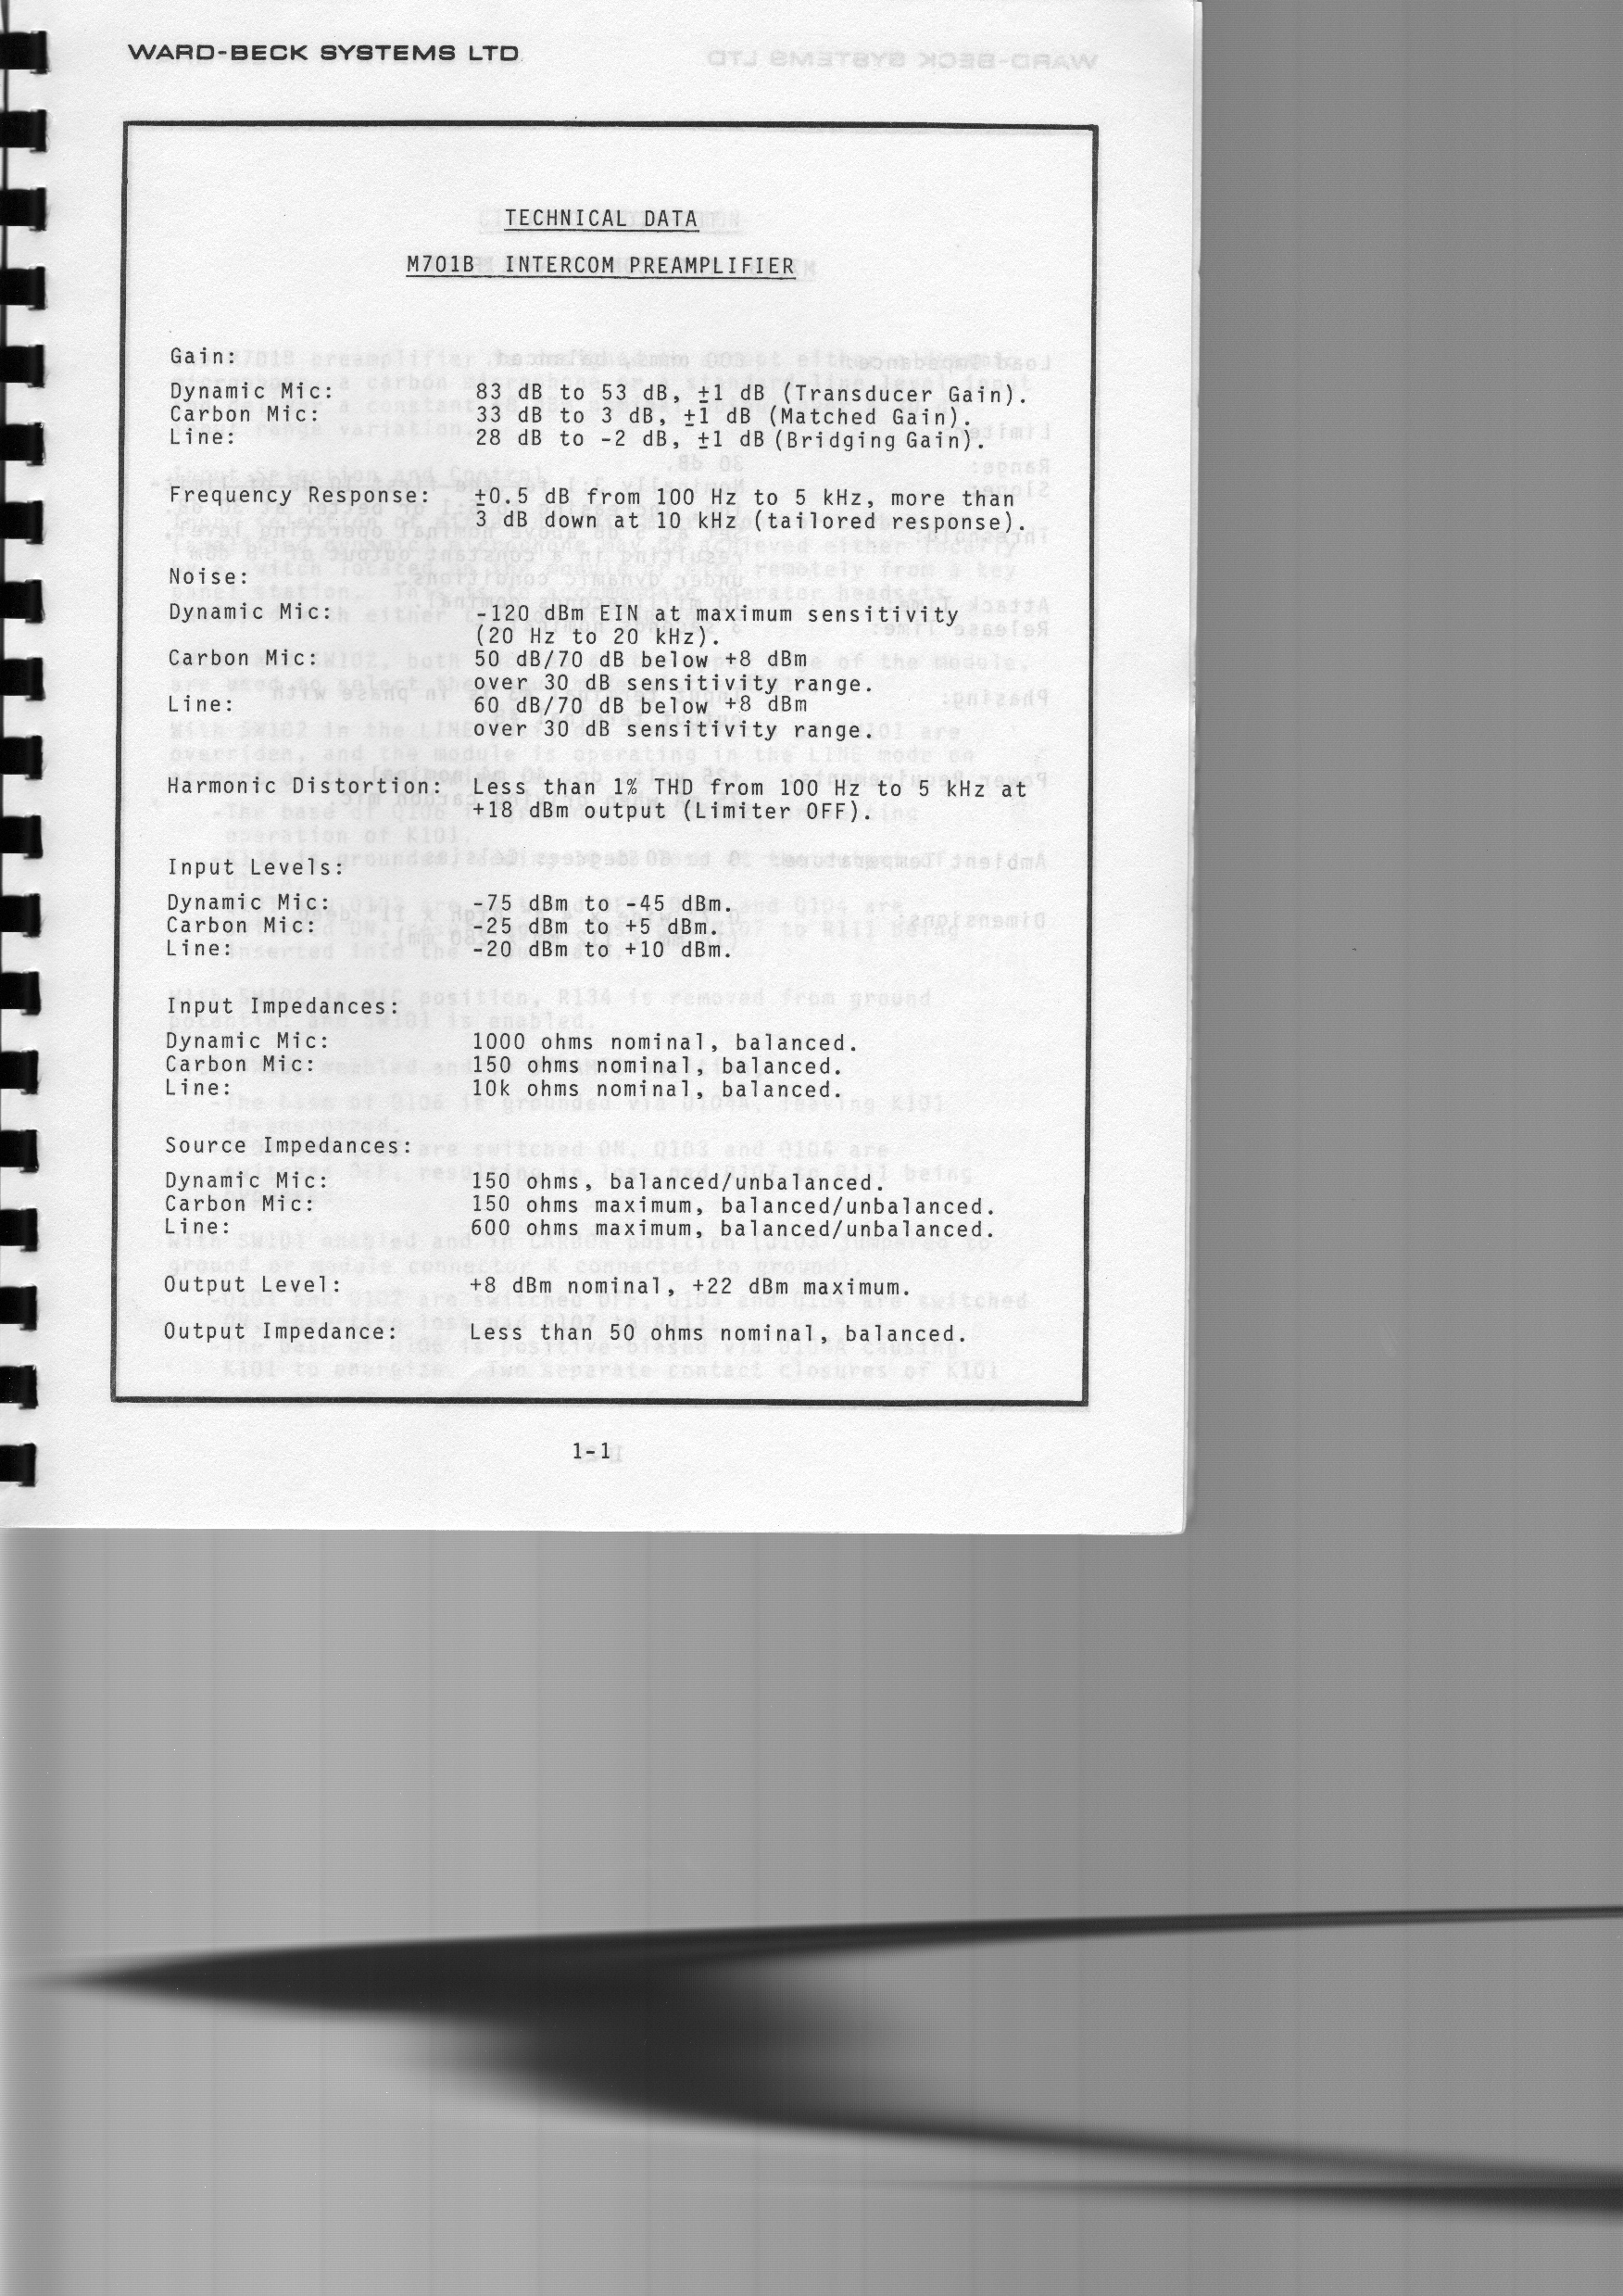 WARD-BECK SYSTEMS LTD
TECHNICAL DATA
M701B INTERCOM PREAMPLIFIER
Gain:
Dynamic Mic: 83 dB to 53 dB, ±1 dB (Transducer Gain).
Carbon Mic: 33 dB to 3 dB, ±1 dB (Matched Gain).
Line: 28 dB to -2 dB, ±1 dB (Bridging Gain).
Frequency Response: ±0.5 dB from 100 Hz to 5 kHz, more than
3 dB down at 10 kHz (tailored response).
Noise:
Dynamic Mic: -120 dBm EIN at maximum sensitivity
(20 Hz to 20 kHz).
Carbon Mic: 50 dB/70 dB below +8 dBm
over 30 dB sensitivity range.
Line: 60 dB/70 dB below +8 dBm
over 30 dB sensitivity range.
Harmonic Distortion: Less than 1% THD from 100 Hz to 5 kHz at
+18 dBm output (Limiter OFF).
Input Levels:
Dynamic Mic: -75 dBm to -45 dBm.
Carbon Mic: -25 dBm to +5 dBm.
Line: -20 dBm to +10 dBm.
Input Impedances:
Dynamic Mic: 1000 ohms nominal, balanced.
Carbon Mic: 150 ohms nominal, balanced.
Line: 10k ohms nominal, balanced.
Source Impedances:
Dynamic Mic: 150 ohms, balanced/unbalanced.
Carbon Mic: 150 ohms maximum, balanced/unbalanced.
Line: 600 ohms maximum, balanced/unbalanced.
Output Level: +8 dBm nominal, +22 dBm maximum.
Output Impedance: Less than 50 ohms nominal, balanced.
1-1